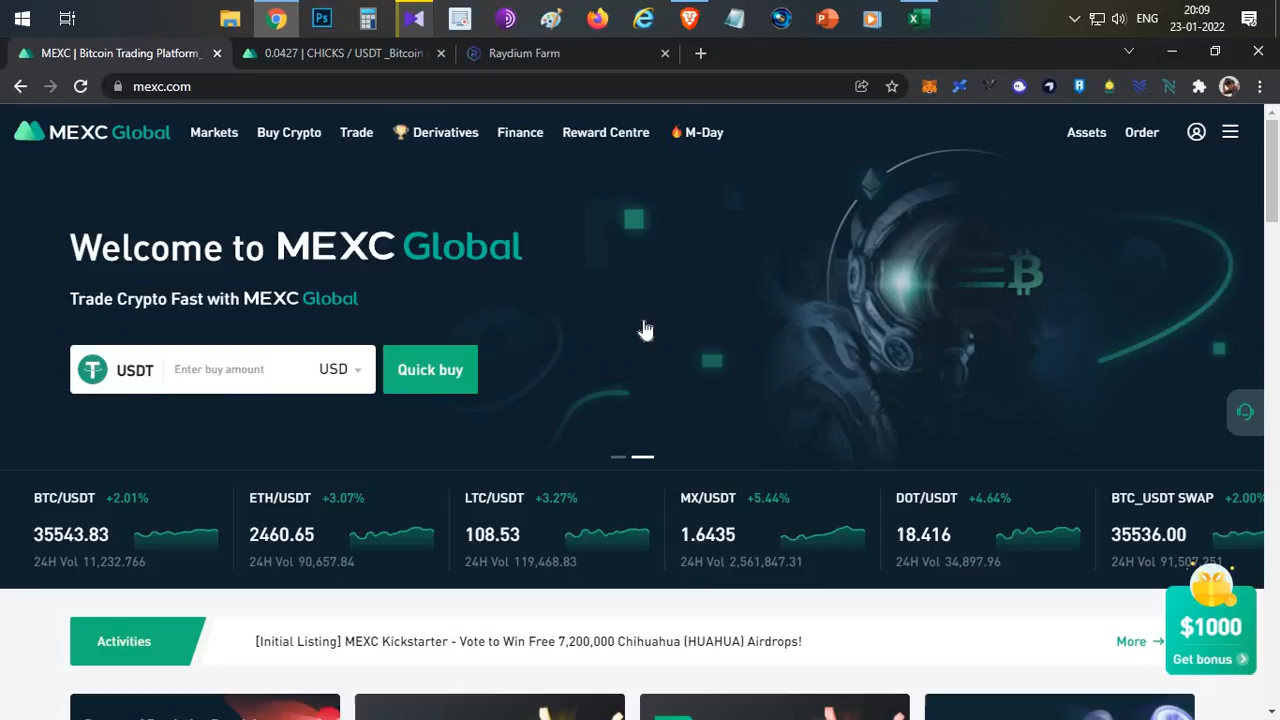 20:09
ENG
23-01-2022
MEXC | Bitcoin Trading Platform_
0.0427 | CHICKS / USDT_Bitcoin
Raydium Farm
mexc.com
MEXC Global
Markets
Buy Crypto
Trade
Derivatives
Finance
Reward Centre
M-Day
Assets
Order
Welcome to MEXC Global
Trade Crypto Fast with MEXC Global
USDT
Enter buy amount
USD
Quick buy
BTC/USDT +2.01%
35543.83
24H Vol 11,232.766
ETH/USDT +3.07%
2460.65
24H Vol 90,657.84
LTC/USDT +3.27%
108.53
24H Vol 119,468.83
MX/USDT +5.44%
1.6435
24H Vol 2,561,847.31
DOT/USDT +4.64%
18.416
24H Vol 34,897.96
BTC_USDT SWAP +2.00%
35536.00
24H Vol
Activities
[Initial Listing] MEXC Kickstarter - Vote to Win Free 7,200,000 Chihuahua (HUAHUA) Airdrops!
More
$1000
Get bonus